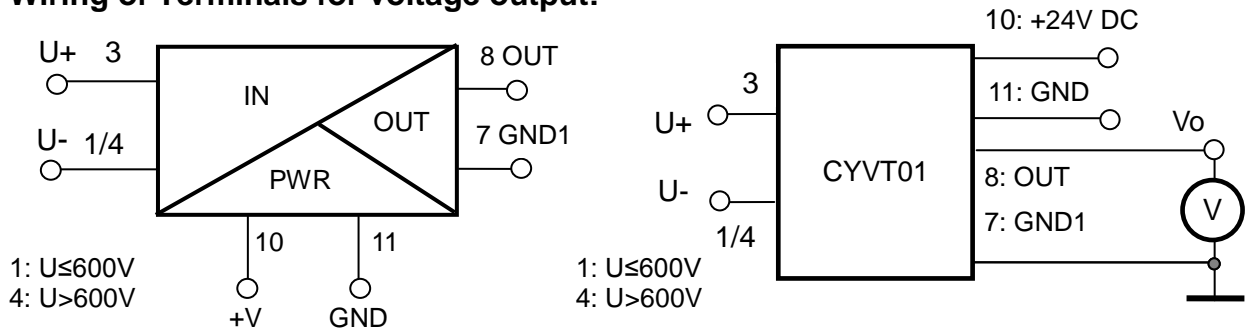 Wiring of Terminals for Voltage output:
U+ 3
IN
8 OUT
OUT
U- 1/4
7 GND1
PWR
10
11
1: U≤600V
4: U>600V
+V
GND
10: +24V DC
3
11: GND
U+
Vo
CYVT01
U-
8: OUT
V
1/4
7: GND1
1: U≤600V
4: U>600V